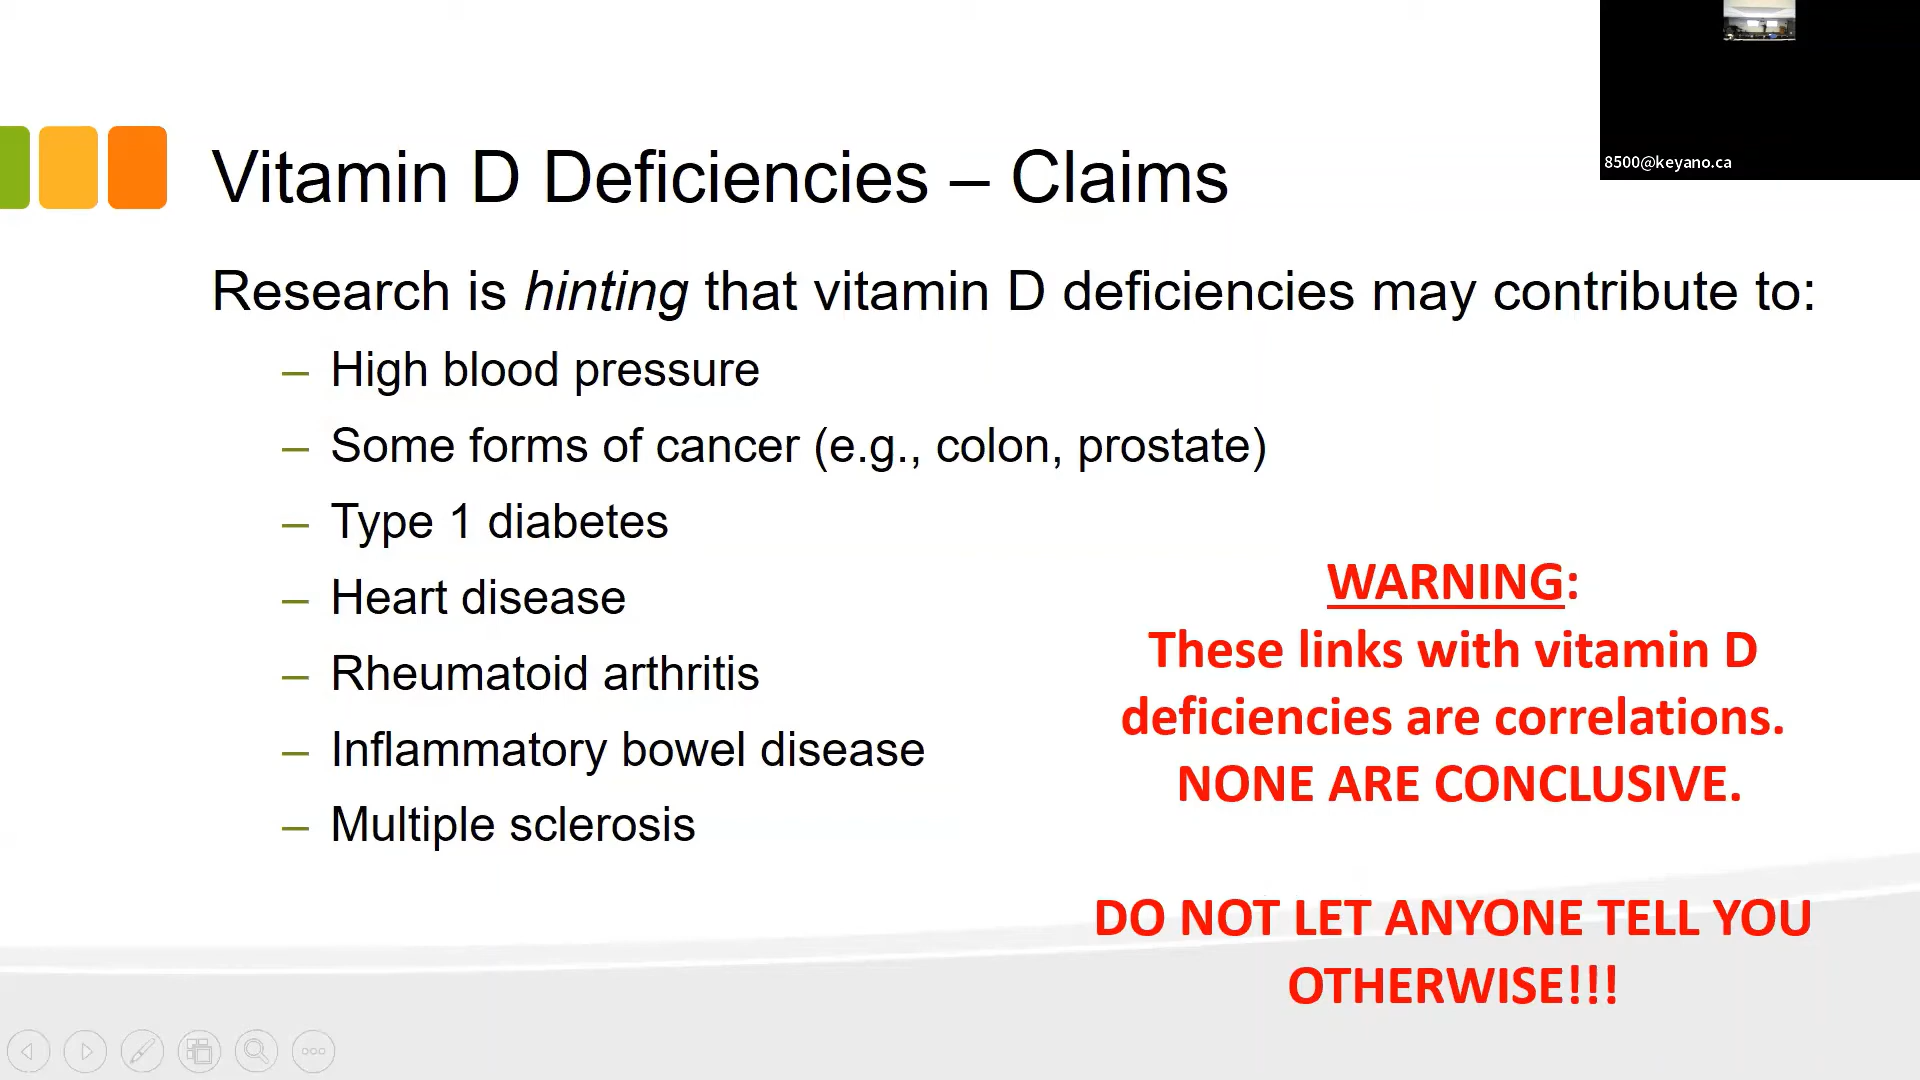 8500@keyano.ca
Vitamin D Deficiencies – Claims
Research is hinting that vitamin D deficiencies may contribute to:
– High blood pressure
– Some forms of cancer (e.g., colon, prostate)
– Type 1 diabetes
– Heart disease
– Rheumatoid arthritis
– Inflammatory bowel disease
– Multiple sclerosis
WARNING:
These links with vitamin D
deficiencies are correlations.
NONE ARE CONCLUSIVE.
DO NOT LET ANYONE TELL YOU
OTHERWISE!!!